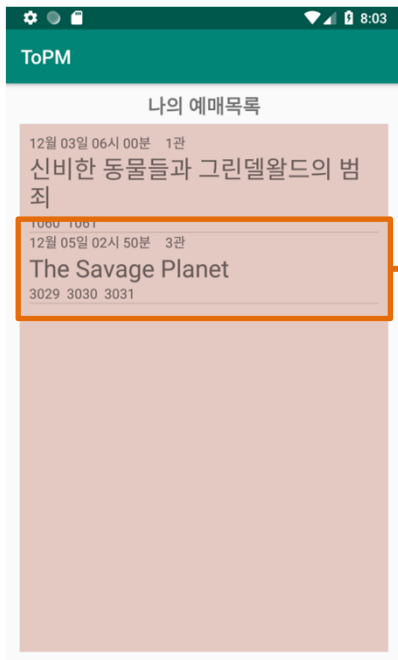 8:03
ToPM
나의 예매목록
12월 03일 06시 00분 1관
신비한 동물들과 그린델왈드의 범
죄
1060 1061
12월 05일 02시 50분 3관
The Savage Planet
3029 3030 3031